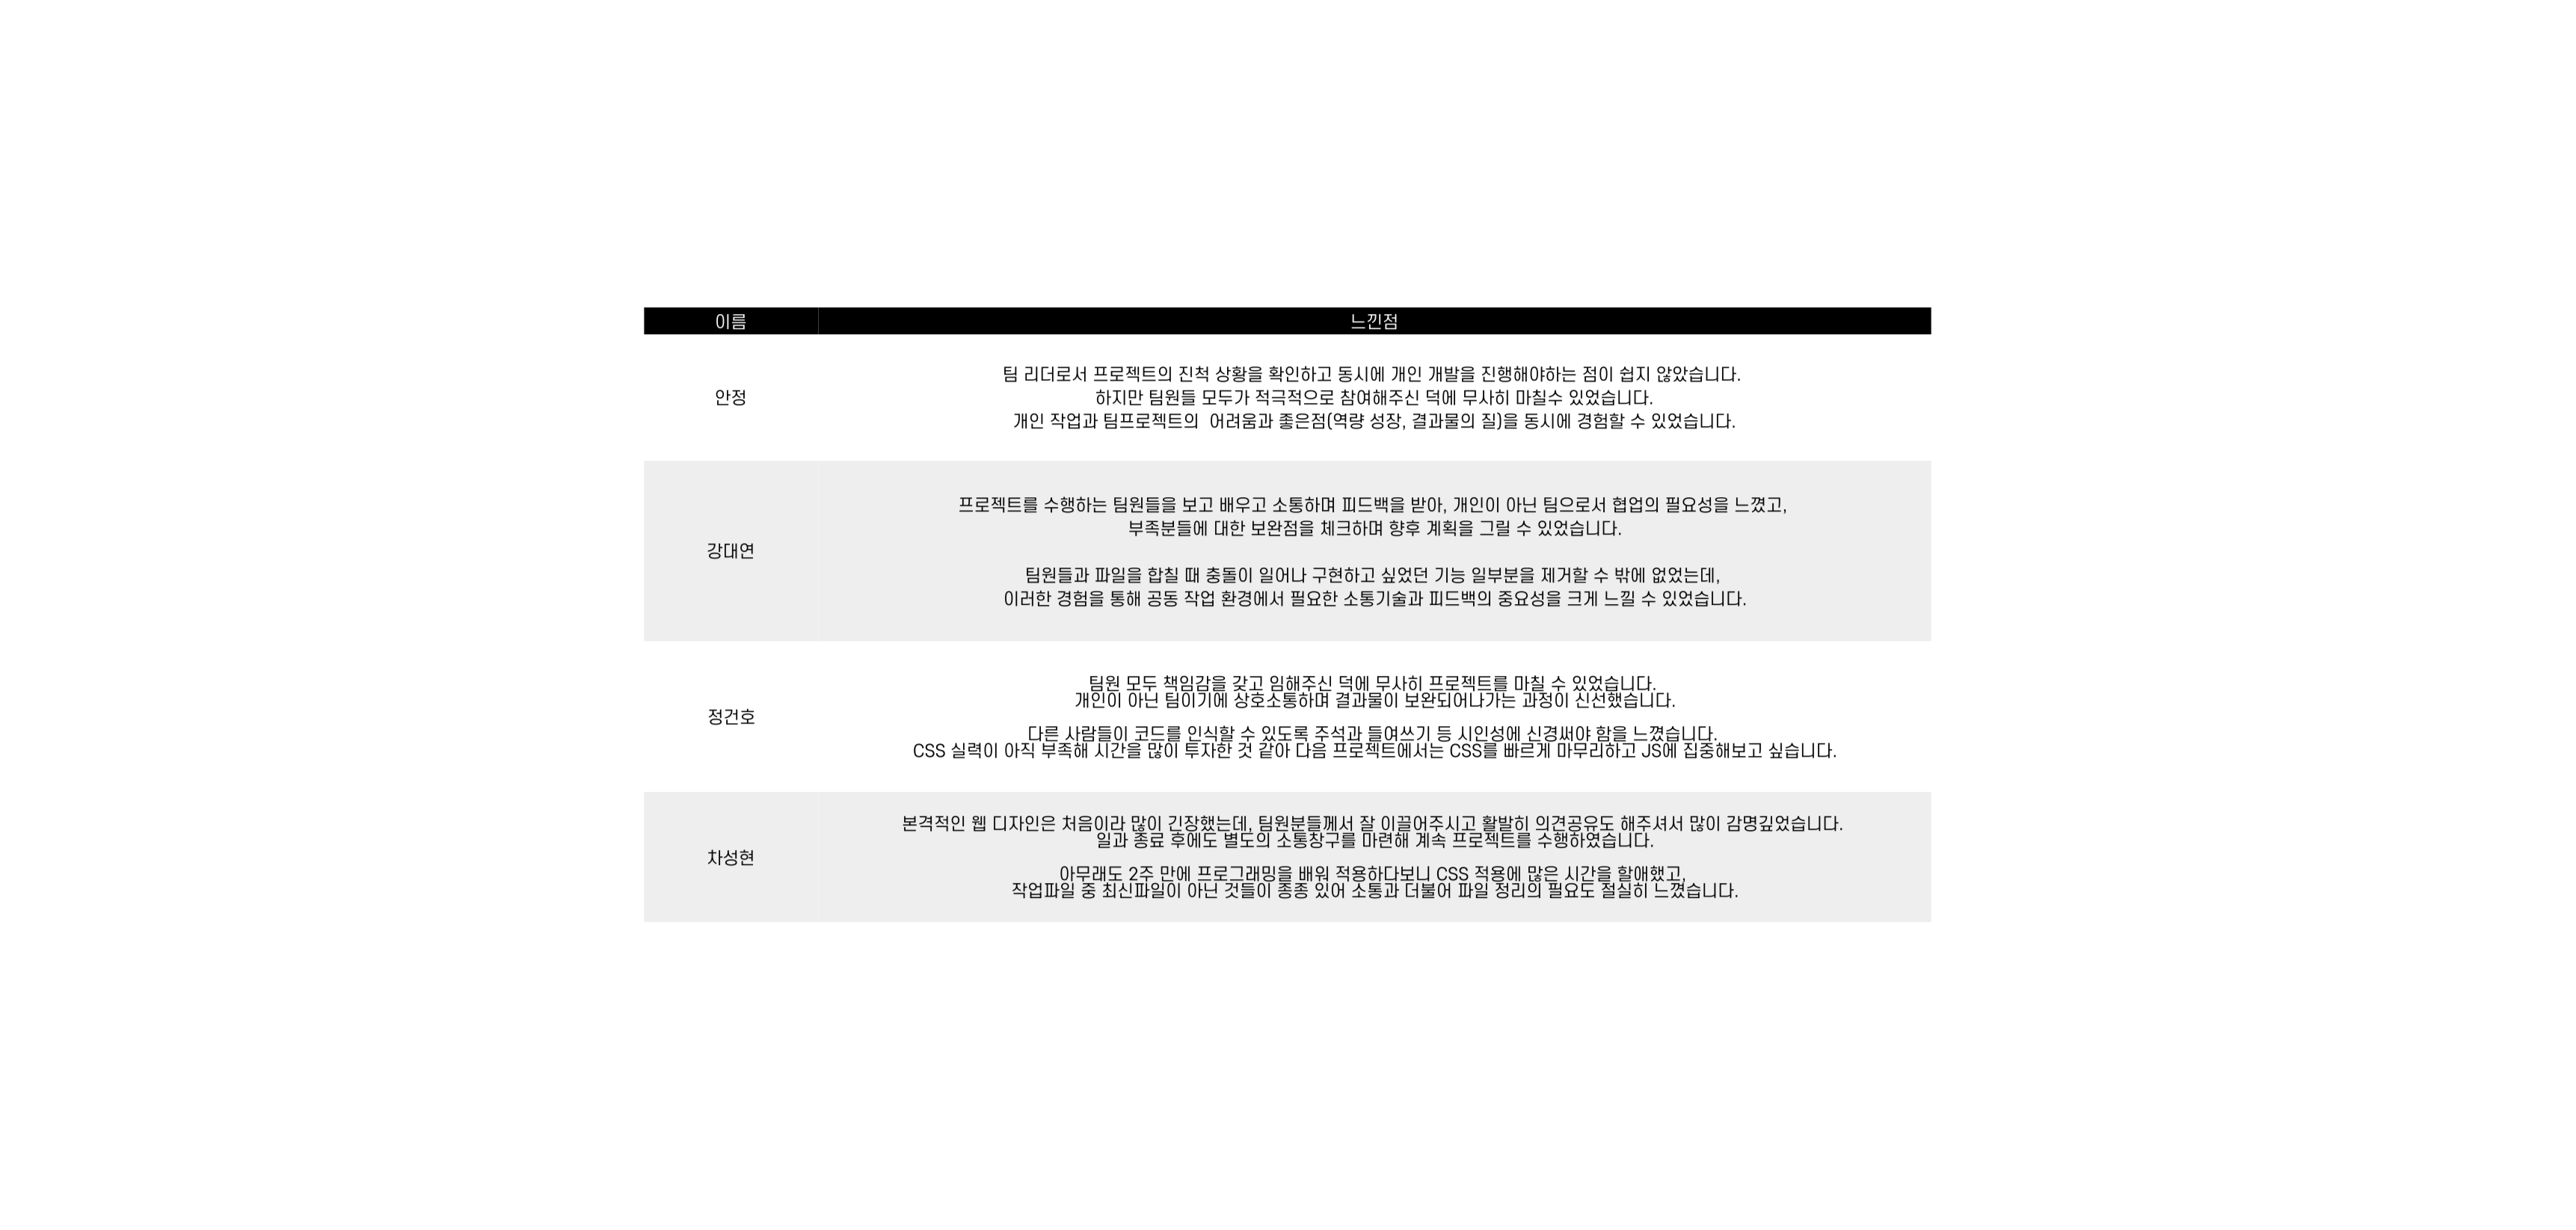 이름 느낀점
안정
팀 리더로서 프로젝트의 진척 상황을 확인하고 동시에 개인 개발을 진행해야하는 점이 쉽지 않았습니다.
하지만 팀원들 모두가 적극적으로 참여해주신 덕에 무사히 마칠수 있었습니다.
개인 작업과 팀프로젝트의  어려움과 좋은점(역량 성장, 결과물의 질)을 동시에 경험할 수 있었습니다.
강대연
프로젝트를 수행하는 팀원들을 보고 배우고 소통하며 피드백을 받아, 개인이 아닌 팀으로서 협업의 필요성을 느꼈고,
부족분들에 대한 보완점을 체크하며 향후 계획을 그릴 수 있었습니다.
팀원들과 파일을 합칠 때 충돌이 일어나 구현하고 싶었던 기능 일부분을 제거할 수 밖에 없었는데,
이러한 경험을 통해 공동 작업 환경에서 필요한 소통기술과 피드백의 중요성을 크게 느낄 수 있었습니다.
정건호
팀원 모두 책임감을 갖고 임해주신 덕에 무사히 프로젝트를 마칠 수 있었습니다.
개인이 아닌 팀이기에 상호소통하며 결과물이 보완되어나가는 과정이 신선했습니다.
다른 사람들이 코드를 인식할 수 있도록 주석과 들여쓰기 등 시인성에 신경써야 함을 느꼈습니다.
CSS 실력이 아직 부족해 시간을 많이 투자한 것 같아 다음 프로젝트에서는 CSS를 빠르게 마무리하고 JS에 집중해보고 싶습니다.
차성현
본격적인 웹 디자인은 처음이라 많이 긴장했는데, 팀원분들께서 잘 이끌어주시고 활발히 의견공유도 해주셔서 많이 감명깊었습니다.
일과 종료 후에도 별도의 소통창구를 마련해 계속 프로젝트를 수행하였습니다.
아무래도 2주 만에 프로그래밍을 배워 적용하다보니 CSS 적용에 많은 시간을 할애했고,
작업파일 중 최신파일이 아닌 것들이 종종 있어 소통과 더불어 파일 정리의 필요도 절실히 느꼈습니다.